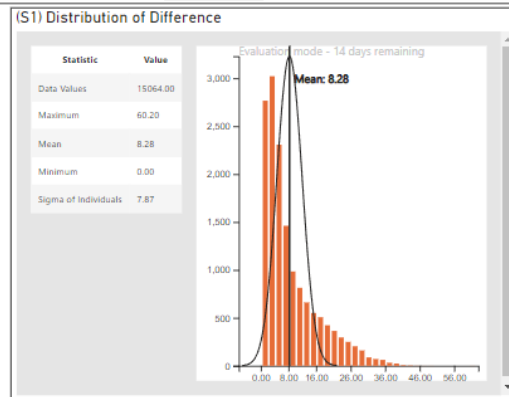 (S1) Distribution of Difference
Statistic Value
Data Values 15064.00
Maximum 60.20
Mean 8.28
Minimum 0.00
Sigma of Individuals 7.87
Evaluation mode - 14 days remaining
Mean: 8.28
3,000
2,500
2,000
1,500
1,000
500
0
0.00 8.00 16.00 26.00 36.00 46.00 56.00